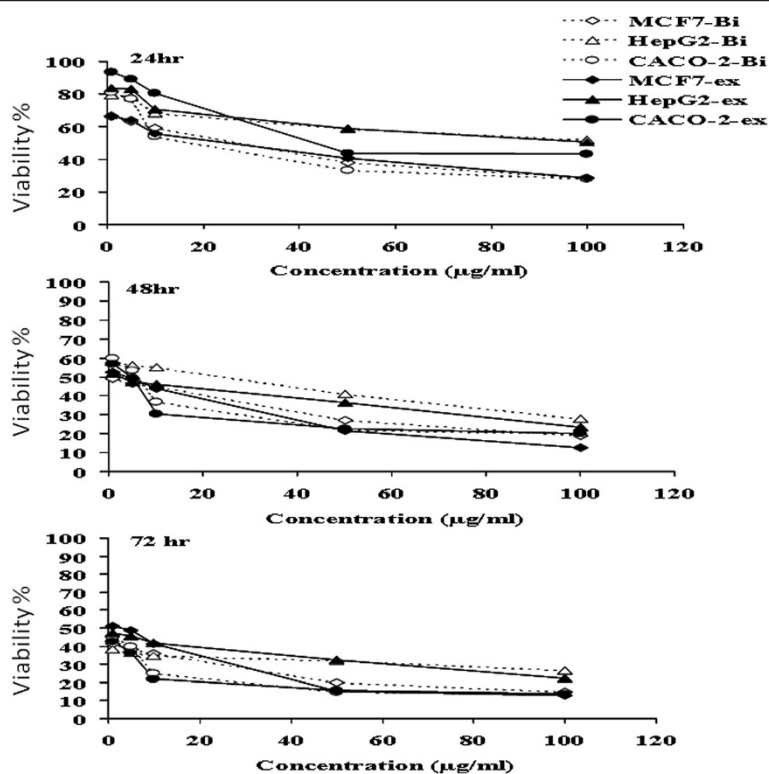 MCF7-Bi
HepG2-Bi
CACO-2-Bi
MCF7-ex
HepG2-ex
CACO-2-ex
24hr
Viability%
100
80
60
40
20
0
0 20 40 60 80 100 120
Concentration (µg/ml)
48hr
Viability%
100
90
80
70
60
50
40
30
20
10
0
0 20 40 60 80 100 120
Concentration (µg/ml)
72 hr
Viability%
100
90
80
70
60
50
40
30
20
10
0
0 20 40 60 80 100 120
Concentration (µg/ml)